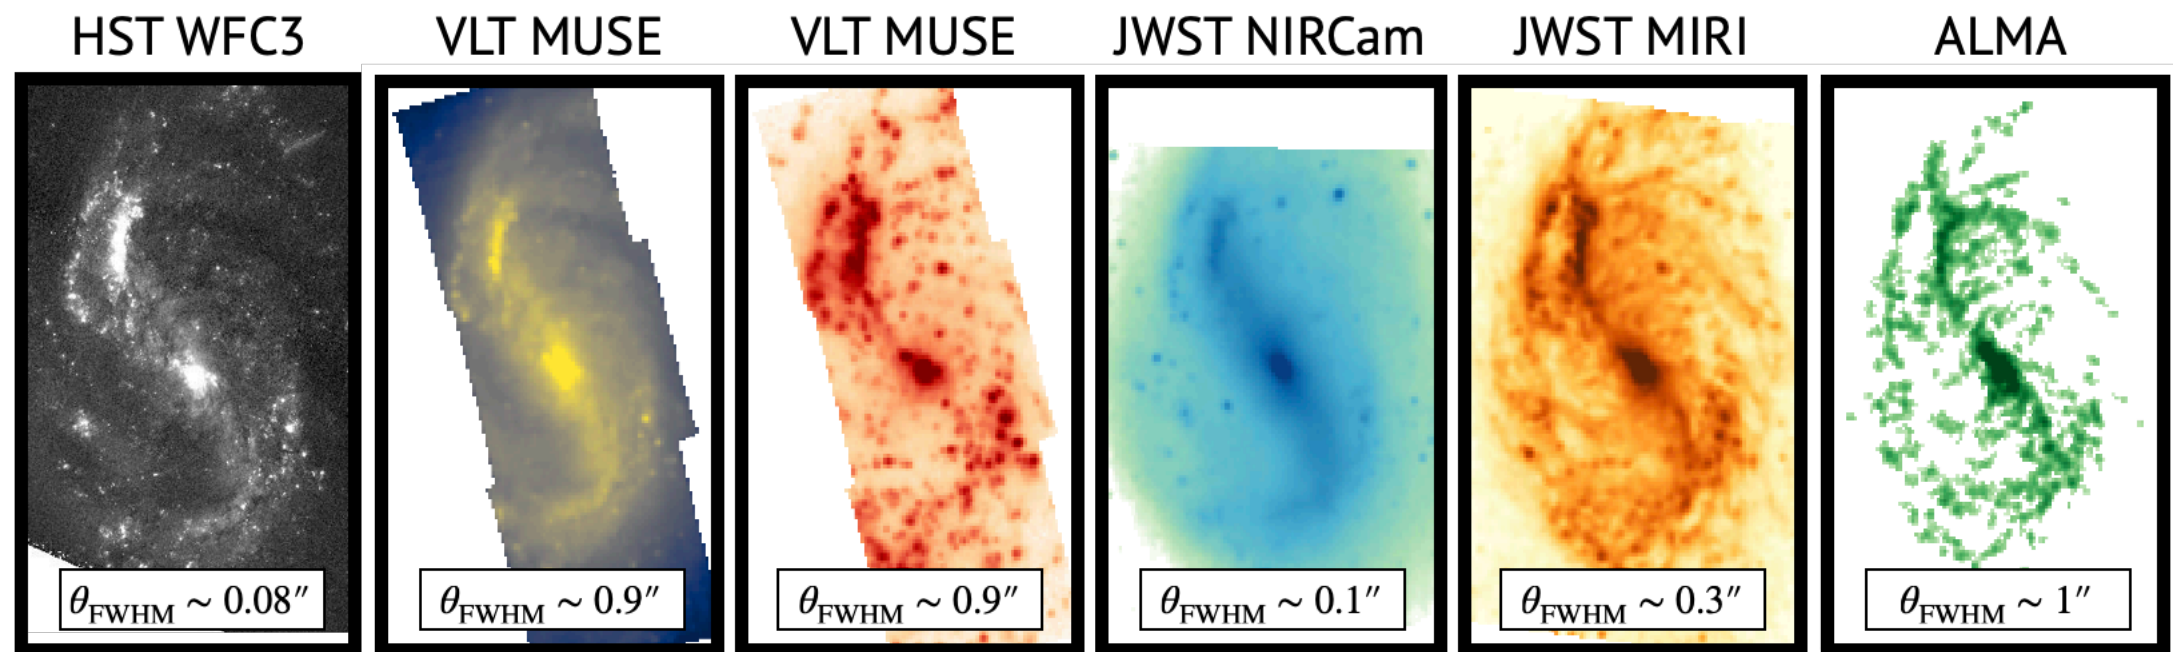 HST WFC3
VLT MUSE
VLT MUSE
JWST NIRCam
JWST MIRI
ALMA
θFWHM ~ 0.08″
θFWHM ~ 0.9″
θFWHM ~ 0.9″
θFWHM ~ 0.1″
θFWHM ~ 0.3″
θFWHM ~ 1″